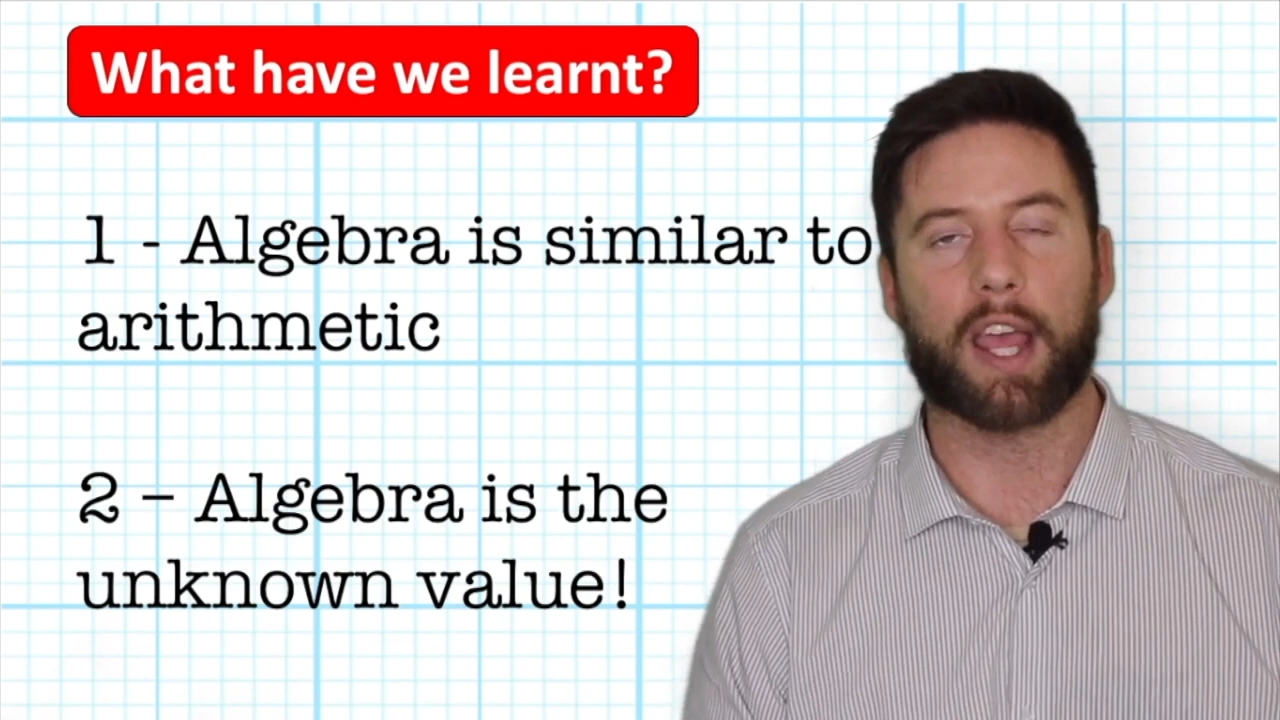 What have we learnt?
1 - Algebra is similar to
arithmetic
2 – Algebra is the
unknown value!